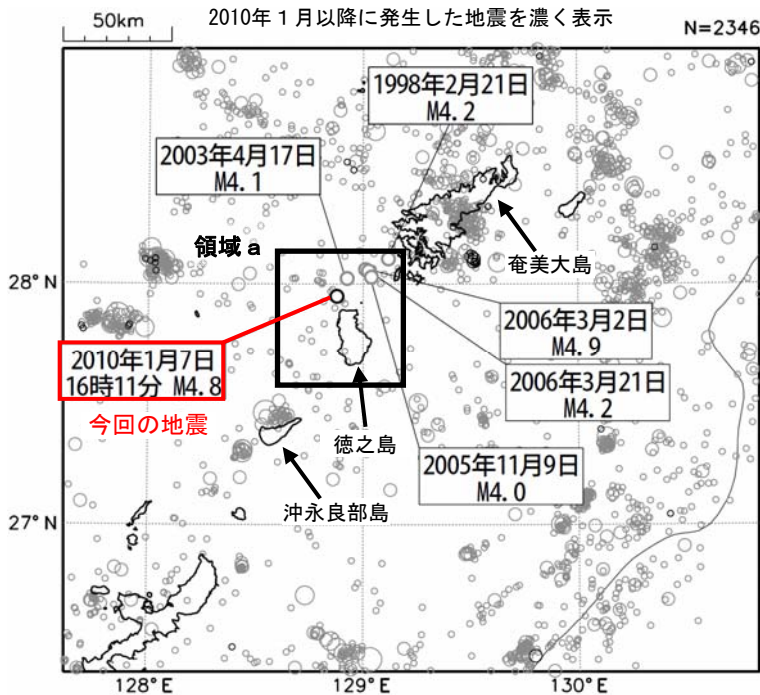 2010年1月以降に発生した地震を濃く表示
50km
N=2346
1998年2月21日
M4.2
2003年4月17日
M4.1
領域a
奄美大島
28°N
2006年3月2日
M4.9
2010年1月7日
16時11分 M4.8
今回の地震
2006年3月21日
M4.2
徳之島
2005年11月9日
M4.0
沖永良部島
27°N
128°E
129°E
130°E